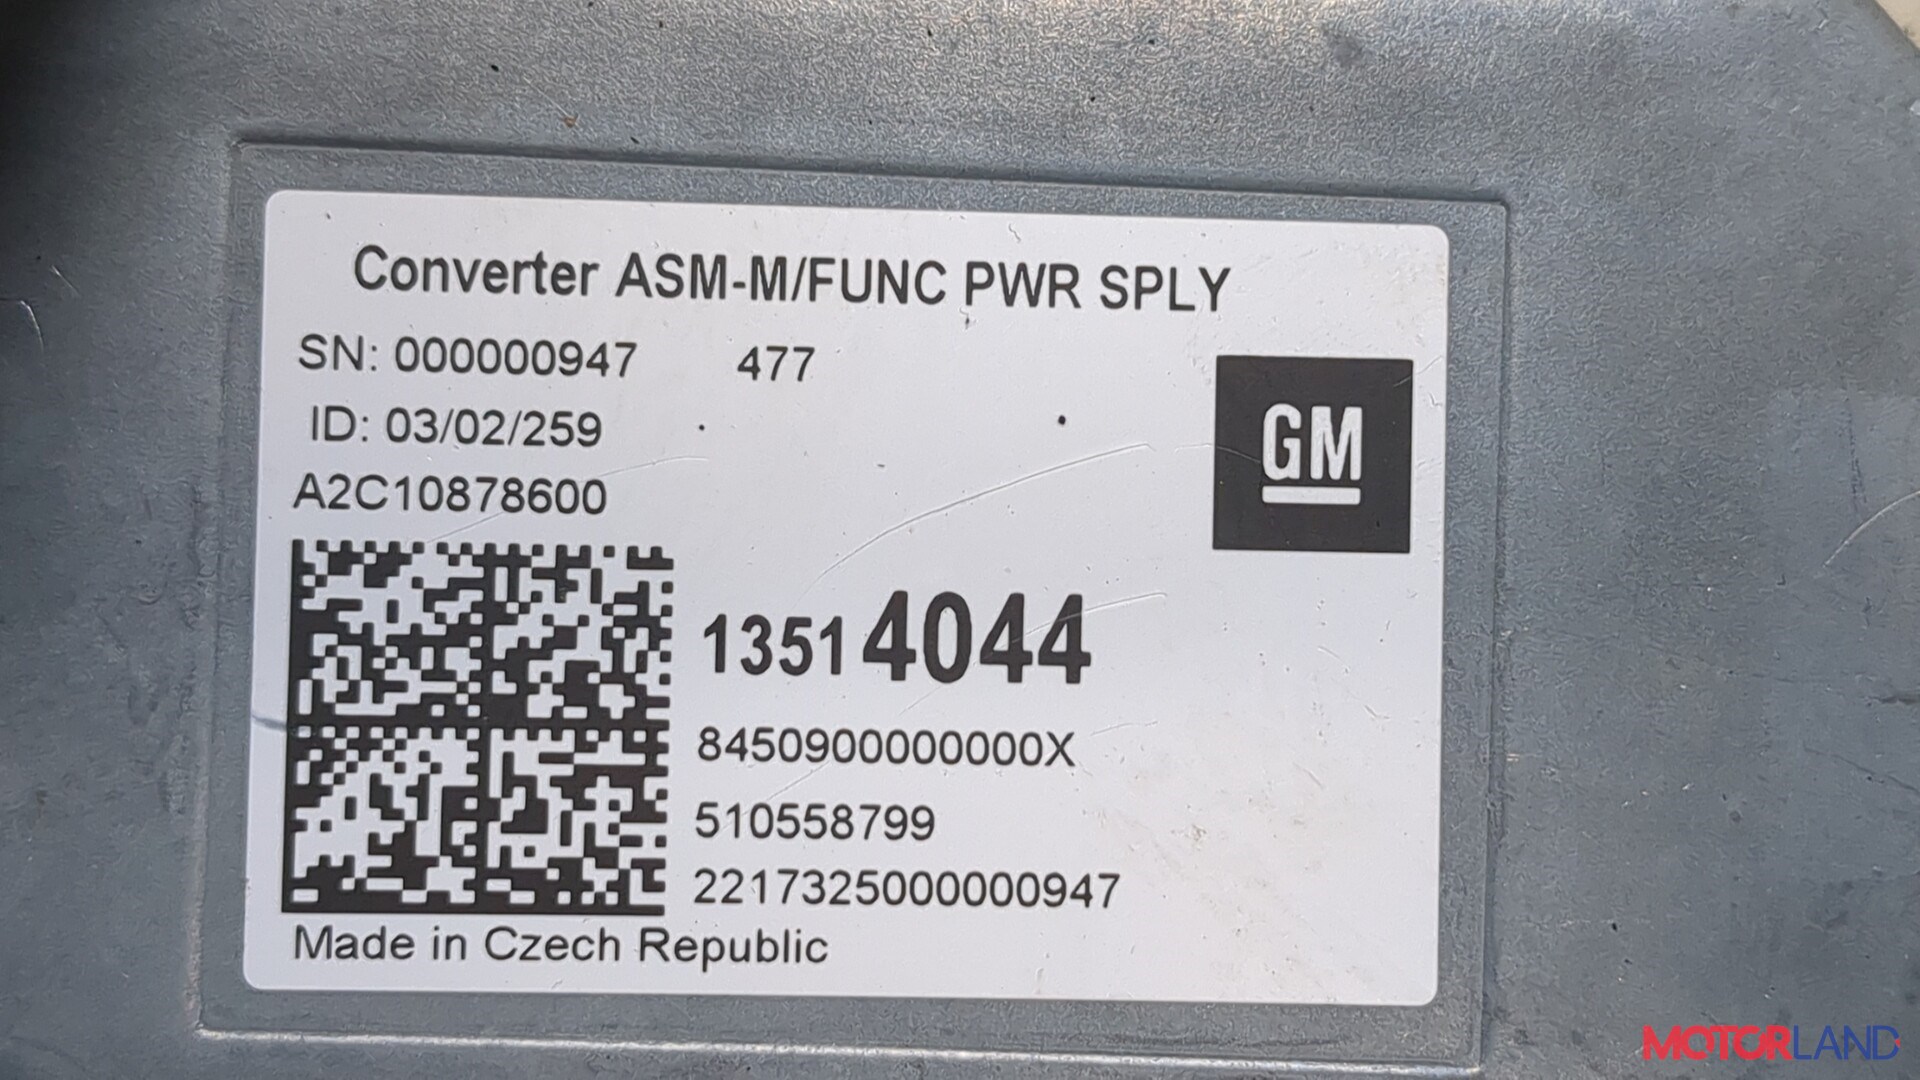 Converter ASM-M/FUNC PWR SPLY
SN: 000000947 477
ID: 03/02/259
A2C10878600
GM
13514044
8450900000000X
510558799
2217325000000947
Made in Czech Republic
MOTORLAND